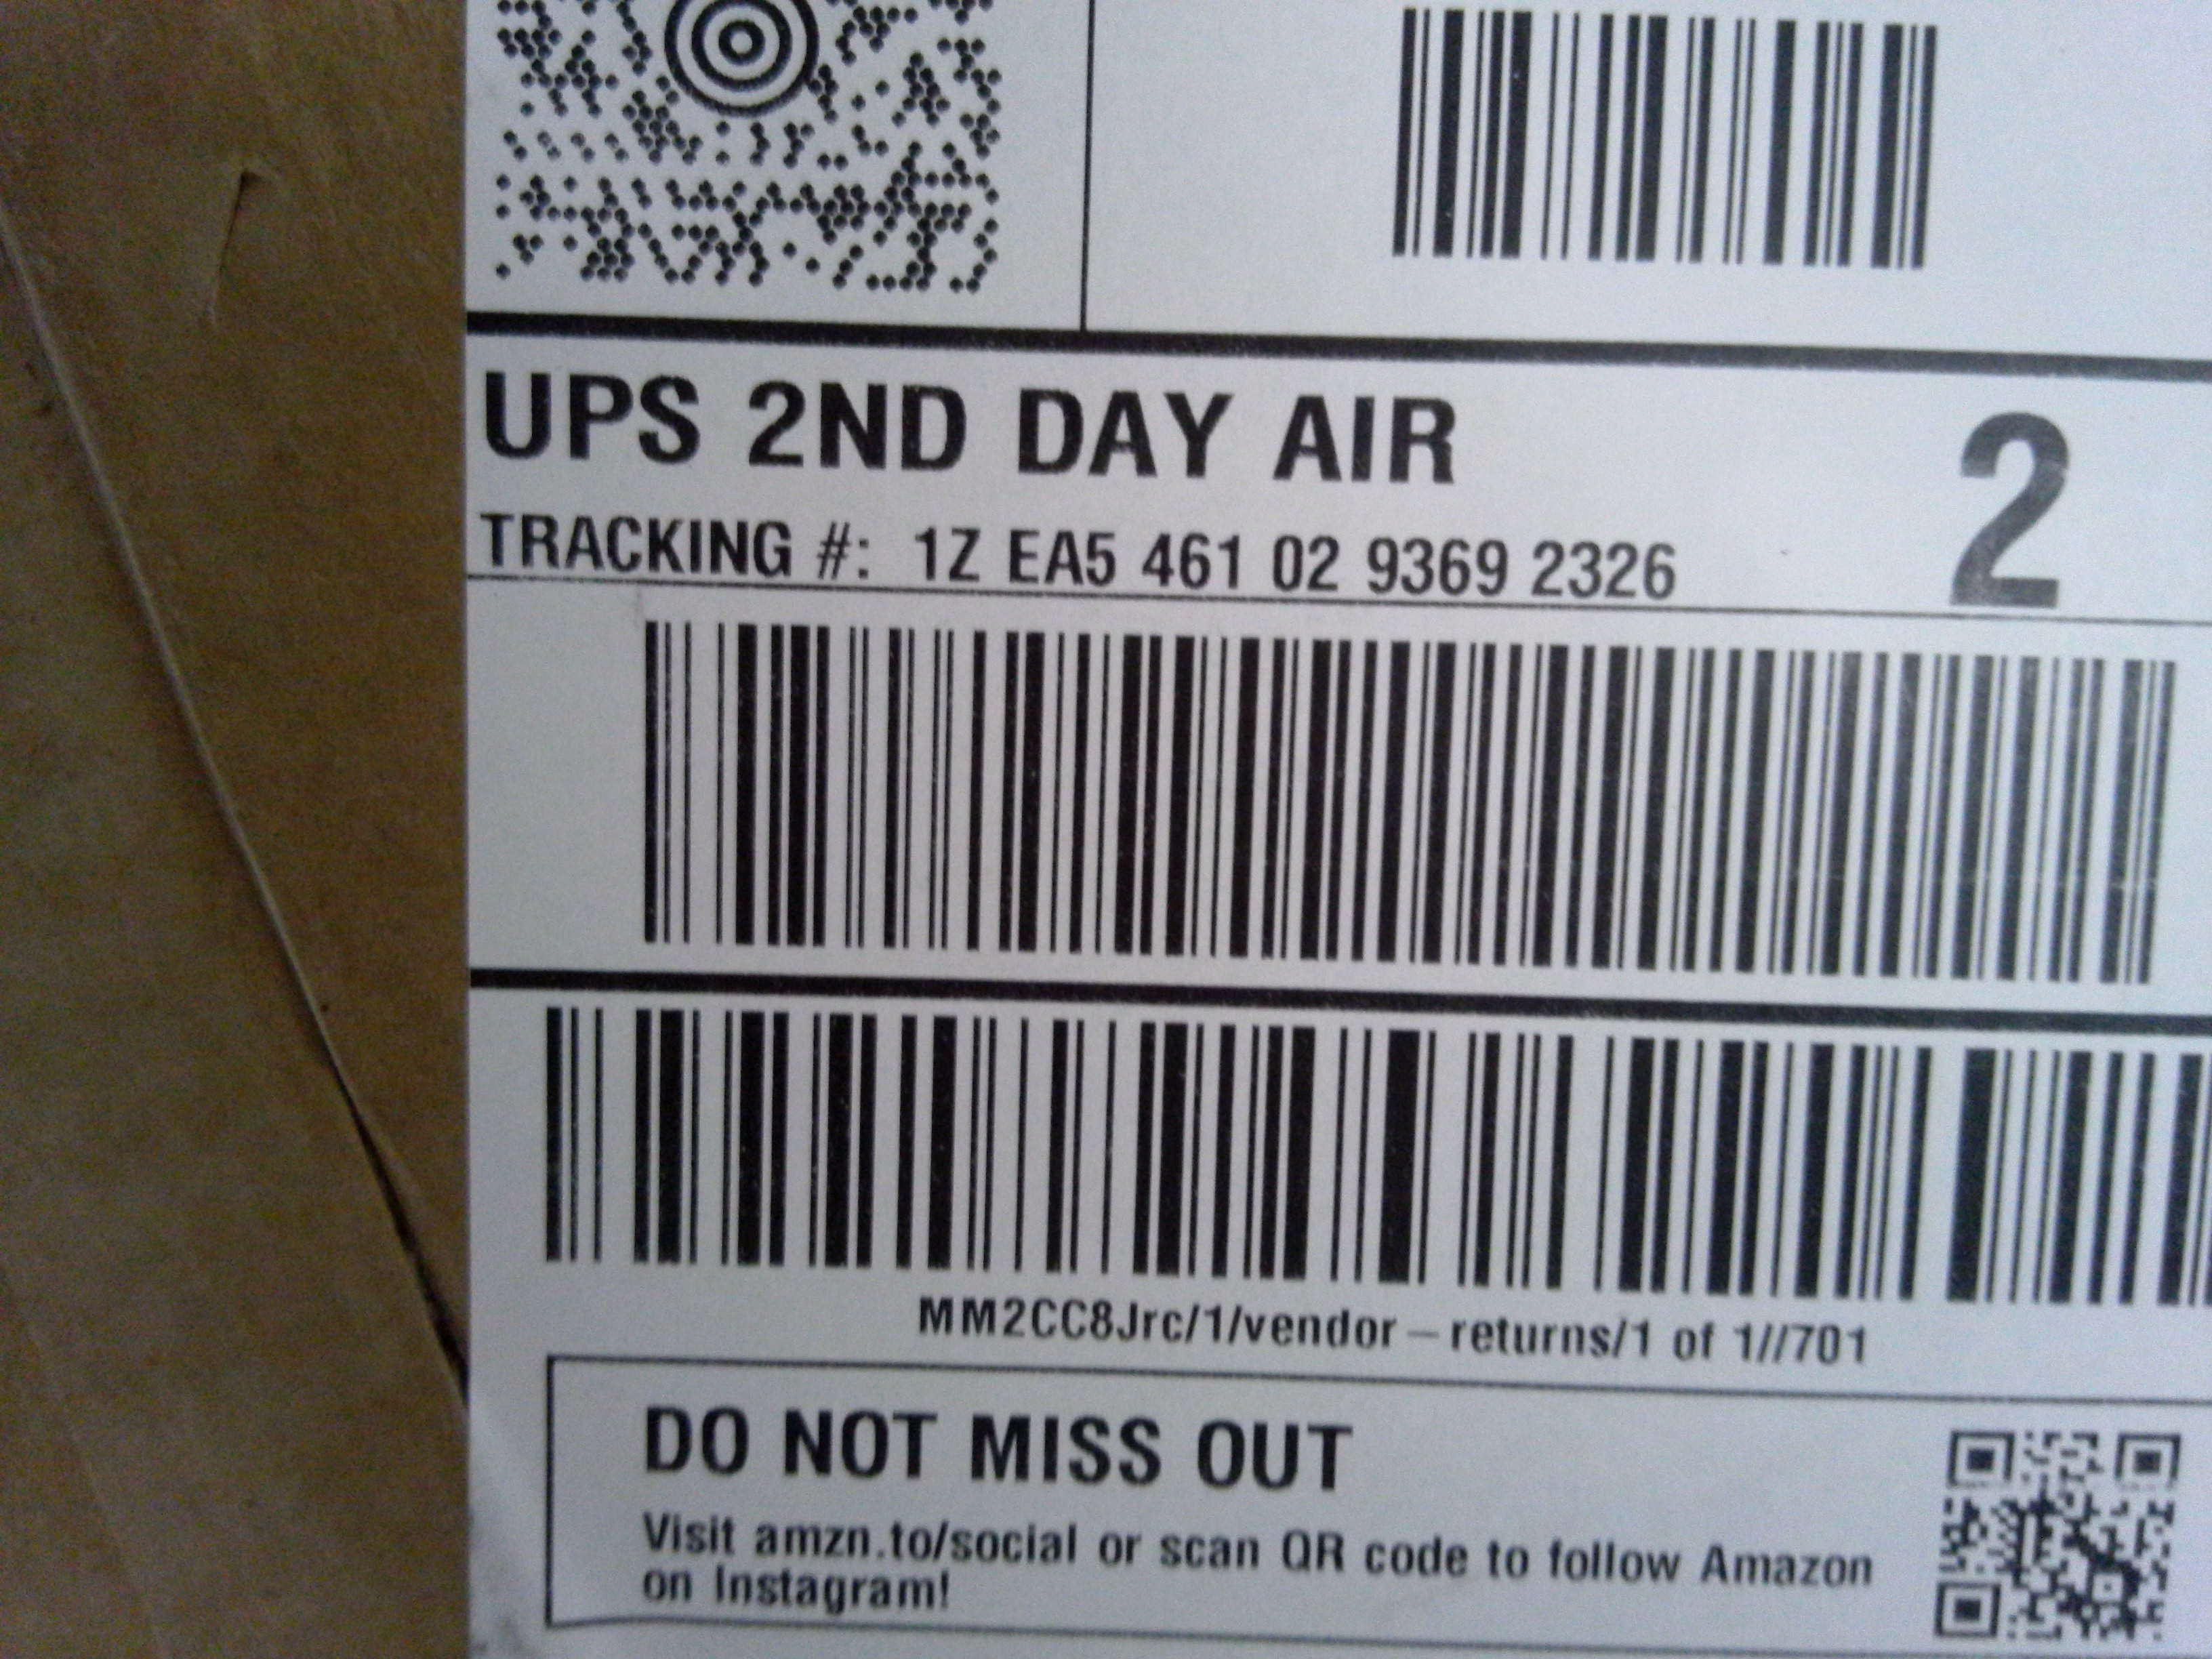 UPS 2ND DAY AIR
2
TRACKING #: 1Z EA5 461 02 9369 2326
MM2CC8Jrc/1/vendor-returns/1 of 1//701
DO NOT MISS OUT
Visit amzn.to/social or scan QR code to follow Amazon
on Instagram!